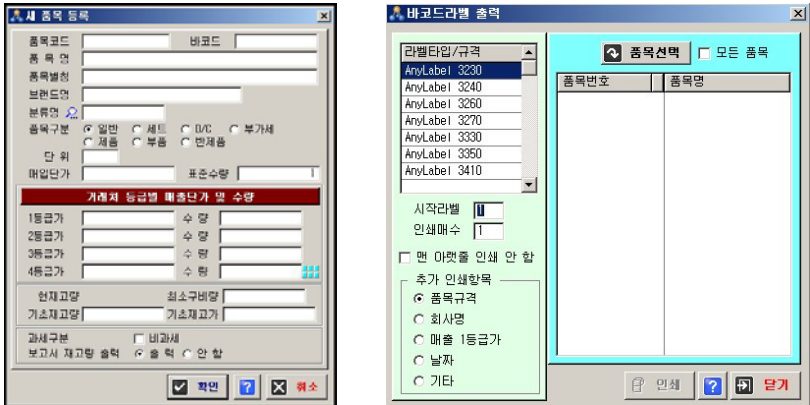 새 품목 등록
품목코드 바코드
품 목 명
품목별칭
브랜드명
분류명
품목구분 일반 세트 D/C 부가세
제품 부품 반제품
단 위
매입단가 표준수량 1
거래처 등급별 매출단가 및 수량
1등급가 수 량
2등급가 수 량
3등급가 수 량
4등급가 수 량
현재고량 최소구비량
기초재고량 기초재고가
과세구분 비과세
보고서 재고량 출력 출 력 안 함
확인 ? 취소
바코드라벨 출력
라벨타입/규격
AnyLabel 3230
AnyLabel 3240
AnyLabel 3260
AnyLabel 3270
AnyLabel 3330
AnyLabel 3350
AnyLabel 3410
시작라벨 1
인쇄매수 1
맨 아랫줄 인쇄 안 함
추가 인쇄항목
품목규격
회사명
매출 1등급가
날짜
기타
품목선택 모든 품목
품목번호 품목명
인쇄 ? 닫기